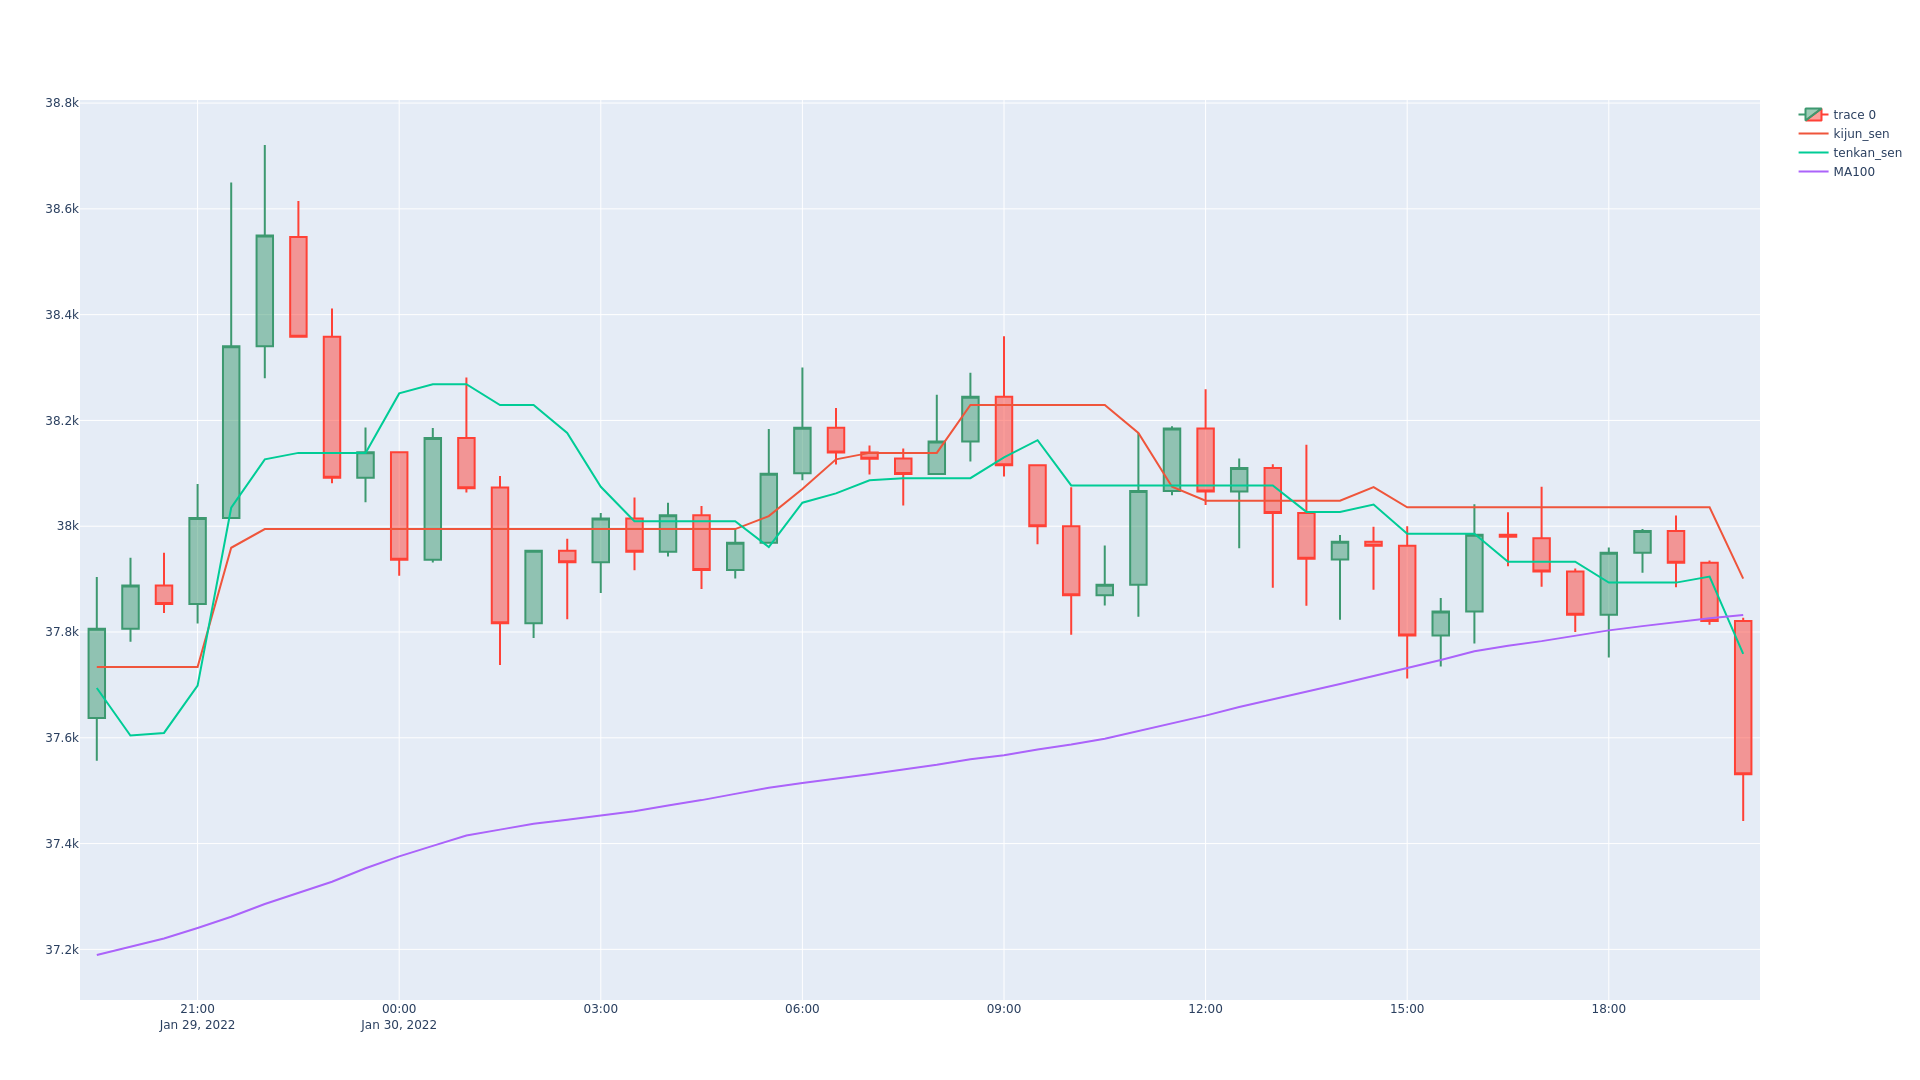 38.8k
38.6k
38.4k
38.2k
38k
37.8k
37.6k
37.4k
37.2k
21:00
Jan 29, 2022
00:00
Jan 30, 2022
03:00
06:00
09:00
12:00
15:00
18:00
trace 0
kijun_sen
tenkan_sen
MA100